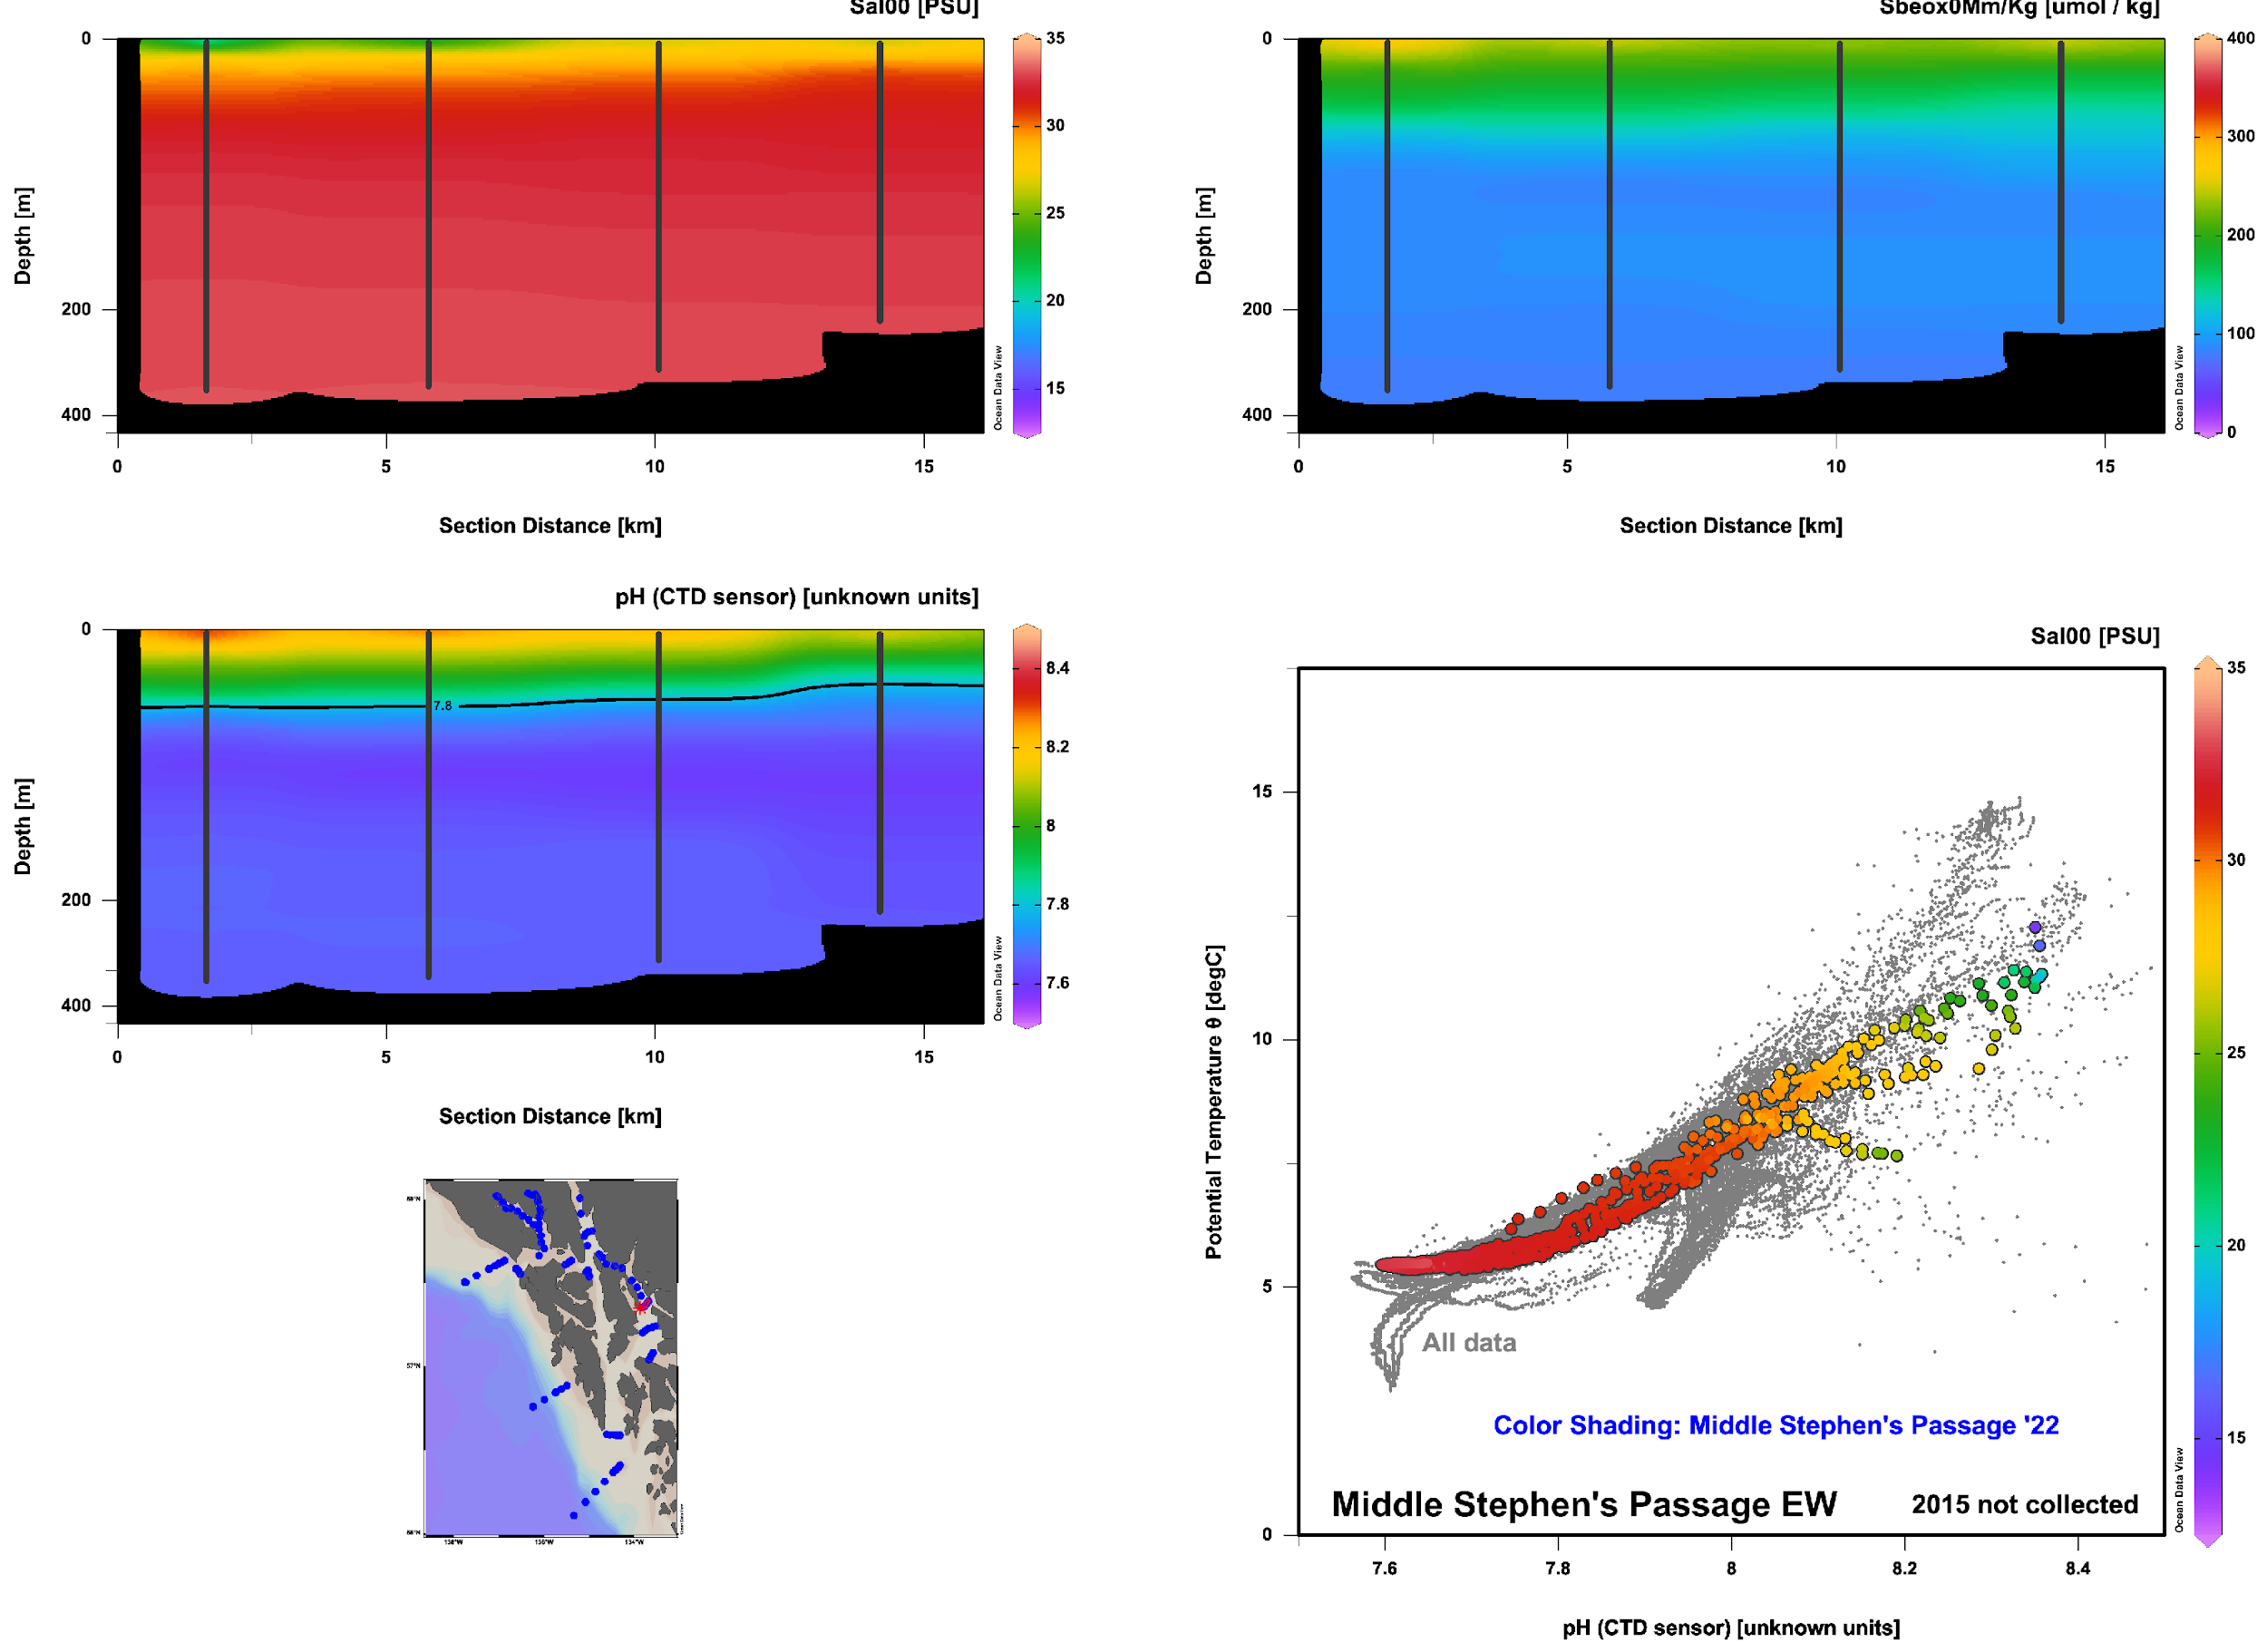 Sal00 [PSU]
Sbeox0Mm/Kg [umol / kg]
0
200
400
Depth [m]
0
5
10
15
Section Distance [km]
35
30
25
20
15
Ocean Data View
0
200
400
Depth [m]
0
5
10
15
Section Distance [km]
400
300
200
100
0
Ocean Data View
pH (CTD sensor) [unknown units]
0
200
400
Depth [m]
7.8
0
5
10
15
Section Distance [km]
8.4
8.2
8
7.8
7.6
Ocean Data View
Sal00 [PSU]
15
10
5
0
Potential Temperature θ [degC]
All data
Color Shading: Middle Stephen's Passage '22
Middle Stephen's Passage EW
2015 not collected
7.6
7.8
8
8.2
8.4
pH (CTD sensor) [unknown units]
35
30
25
20
15
Ocean Data View
57°N
138°W
136°W
134°W